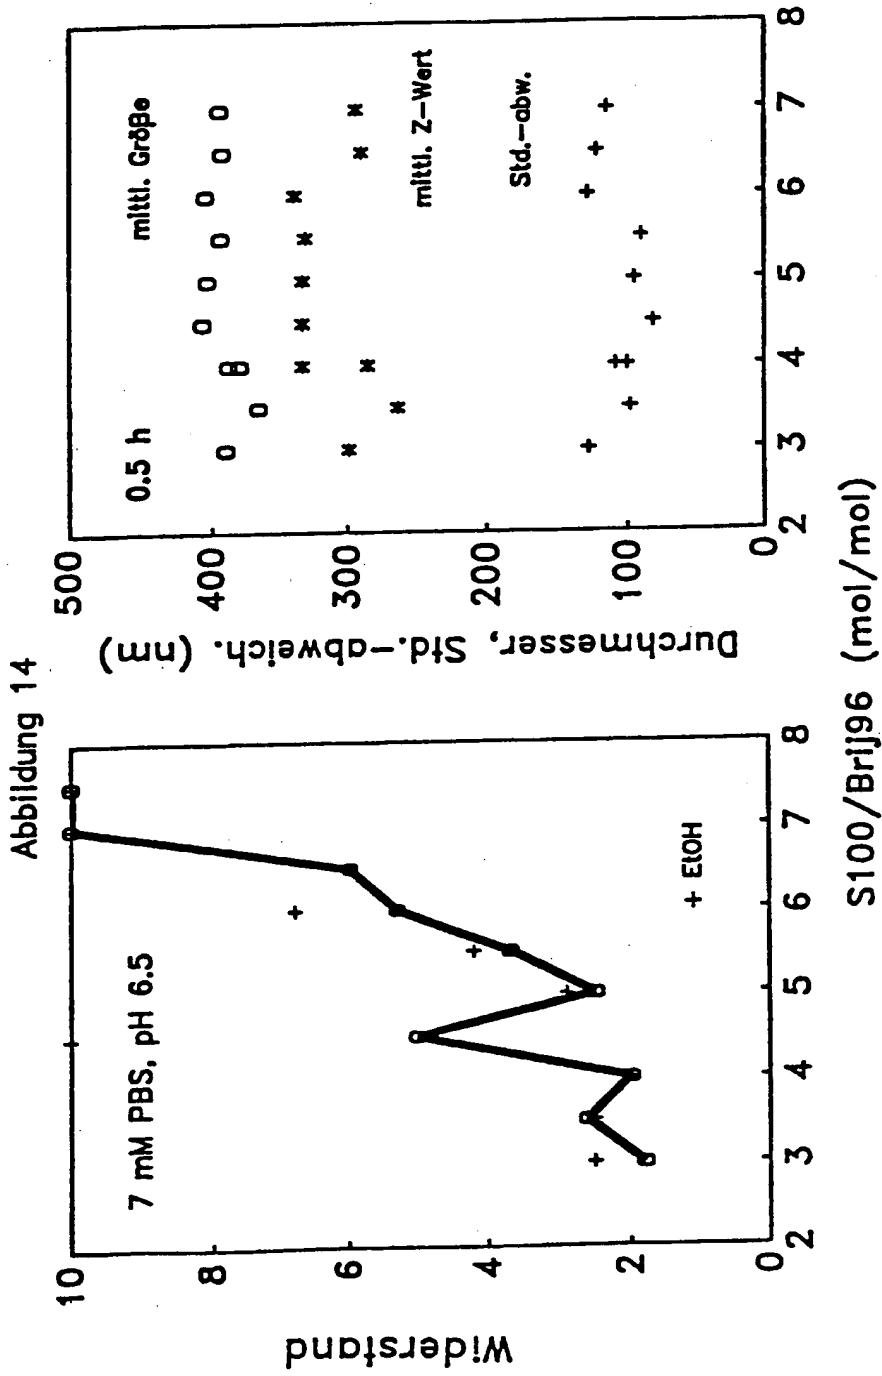 Abbildung 14
Widerstand
10
8
6
4
2
0
7 mM PBS, pH 6.5
+ EtOH
2 3 4 5 6 7 8
Durchmesser, Std.-abweich. (nm)
500
400
300
200
100
0
0.5 h
mittl. Größe
mittl. Z-Wert
Std.-abw.
2 3 4 5 6 7 8
S100/Brij96 (mol/mol)